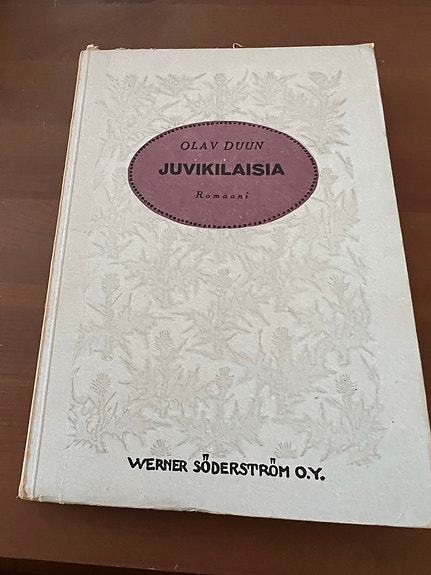 OLAV DUUN
JUVIKILAISIA
Romaani
WERNER SÖDERSTRÖM O.Y.